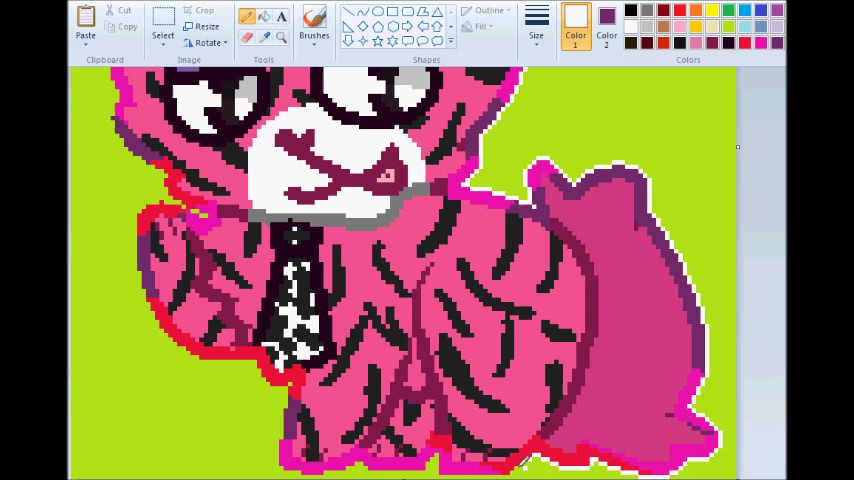 Cut
Copy
Paste
Clipboard
Crop
Resize
Rotate
Select
Image
A
Tools
Brushes
Outline
Fill
Shapes
Size
Color 1
Color 2
Colors